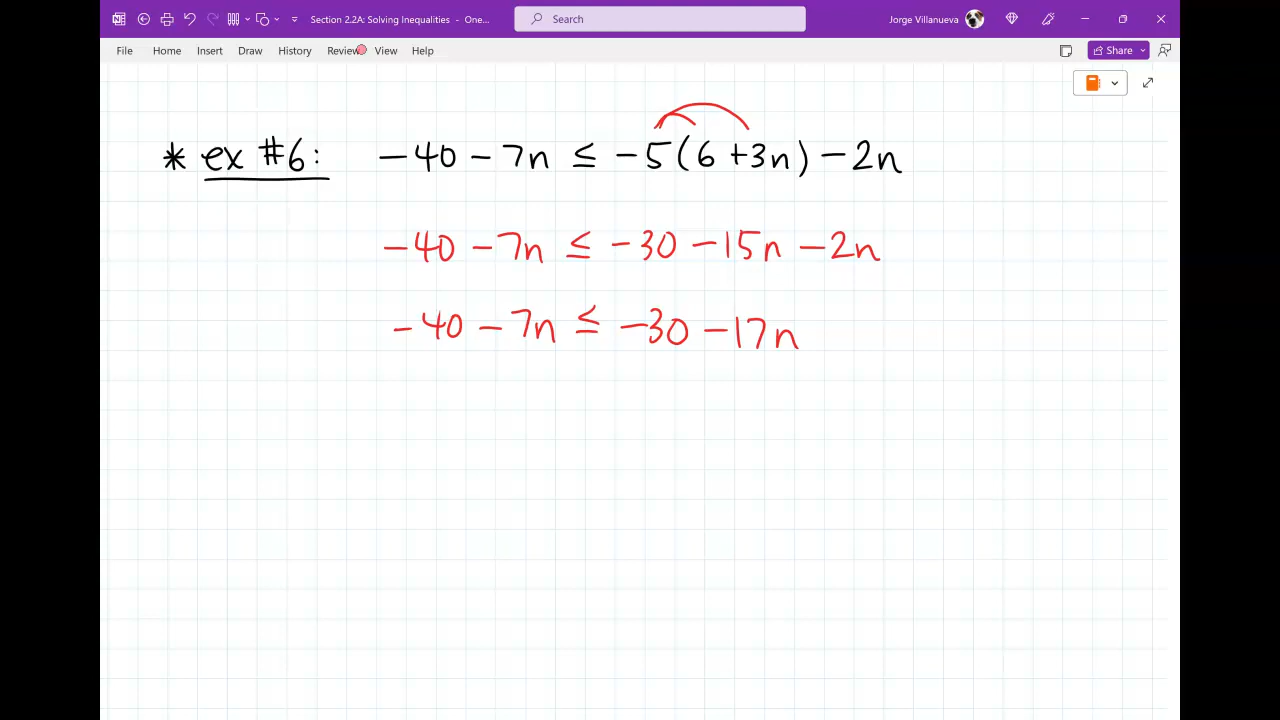 Section 2.2A: Solving Inequalities - One...
Search
Jorge Villanueva
File Home Insert Draw History Review View Help
Share
* ex #6: -40 - 7n ≤ -5(6 + 3n) - 2n
-40 - 7n ≤ -30 - 15n - 2n
-40 - 7n ≤ -30 - 17n